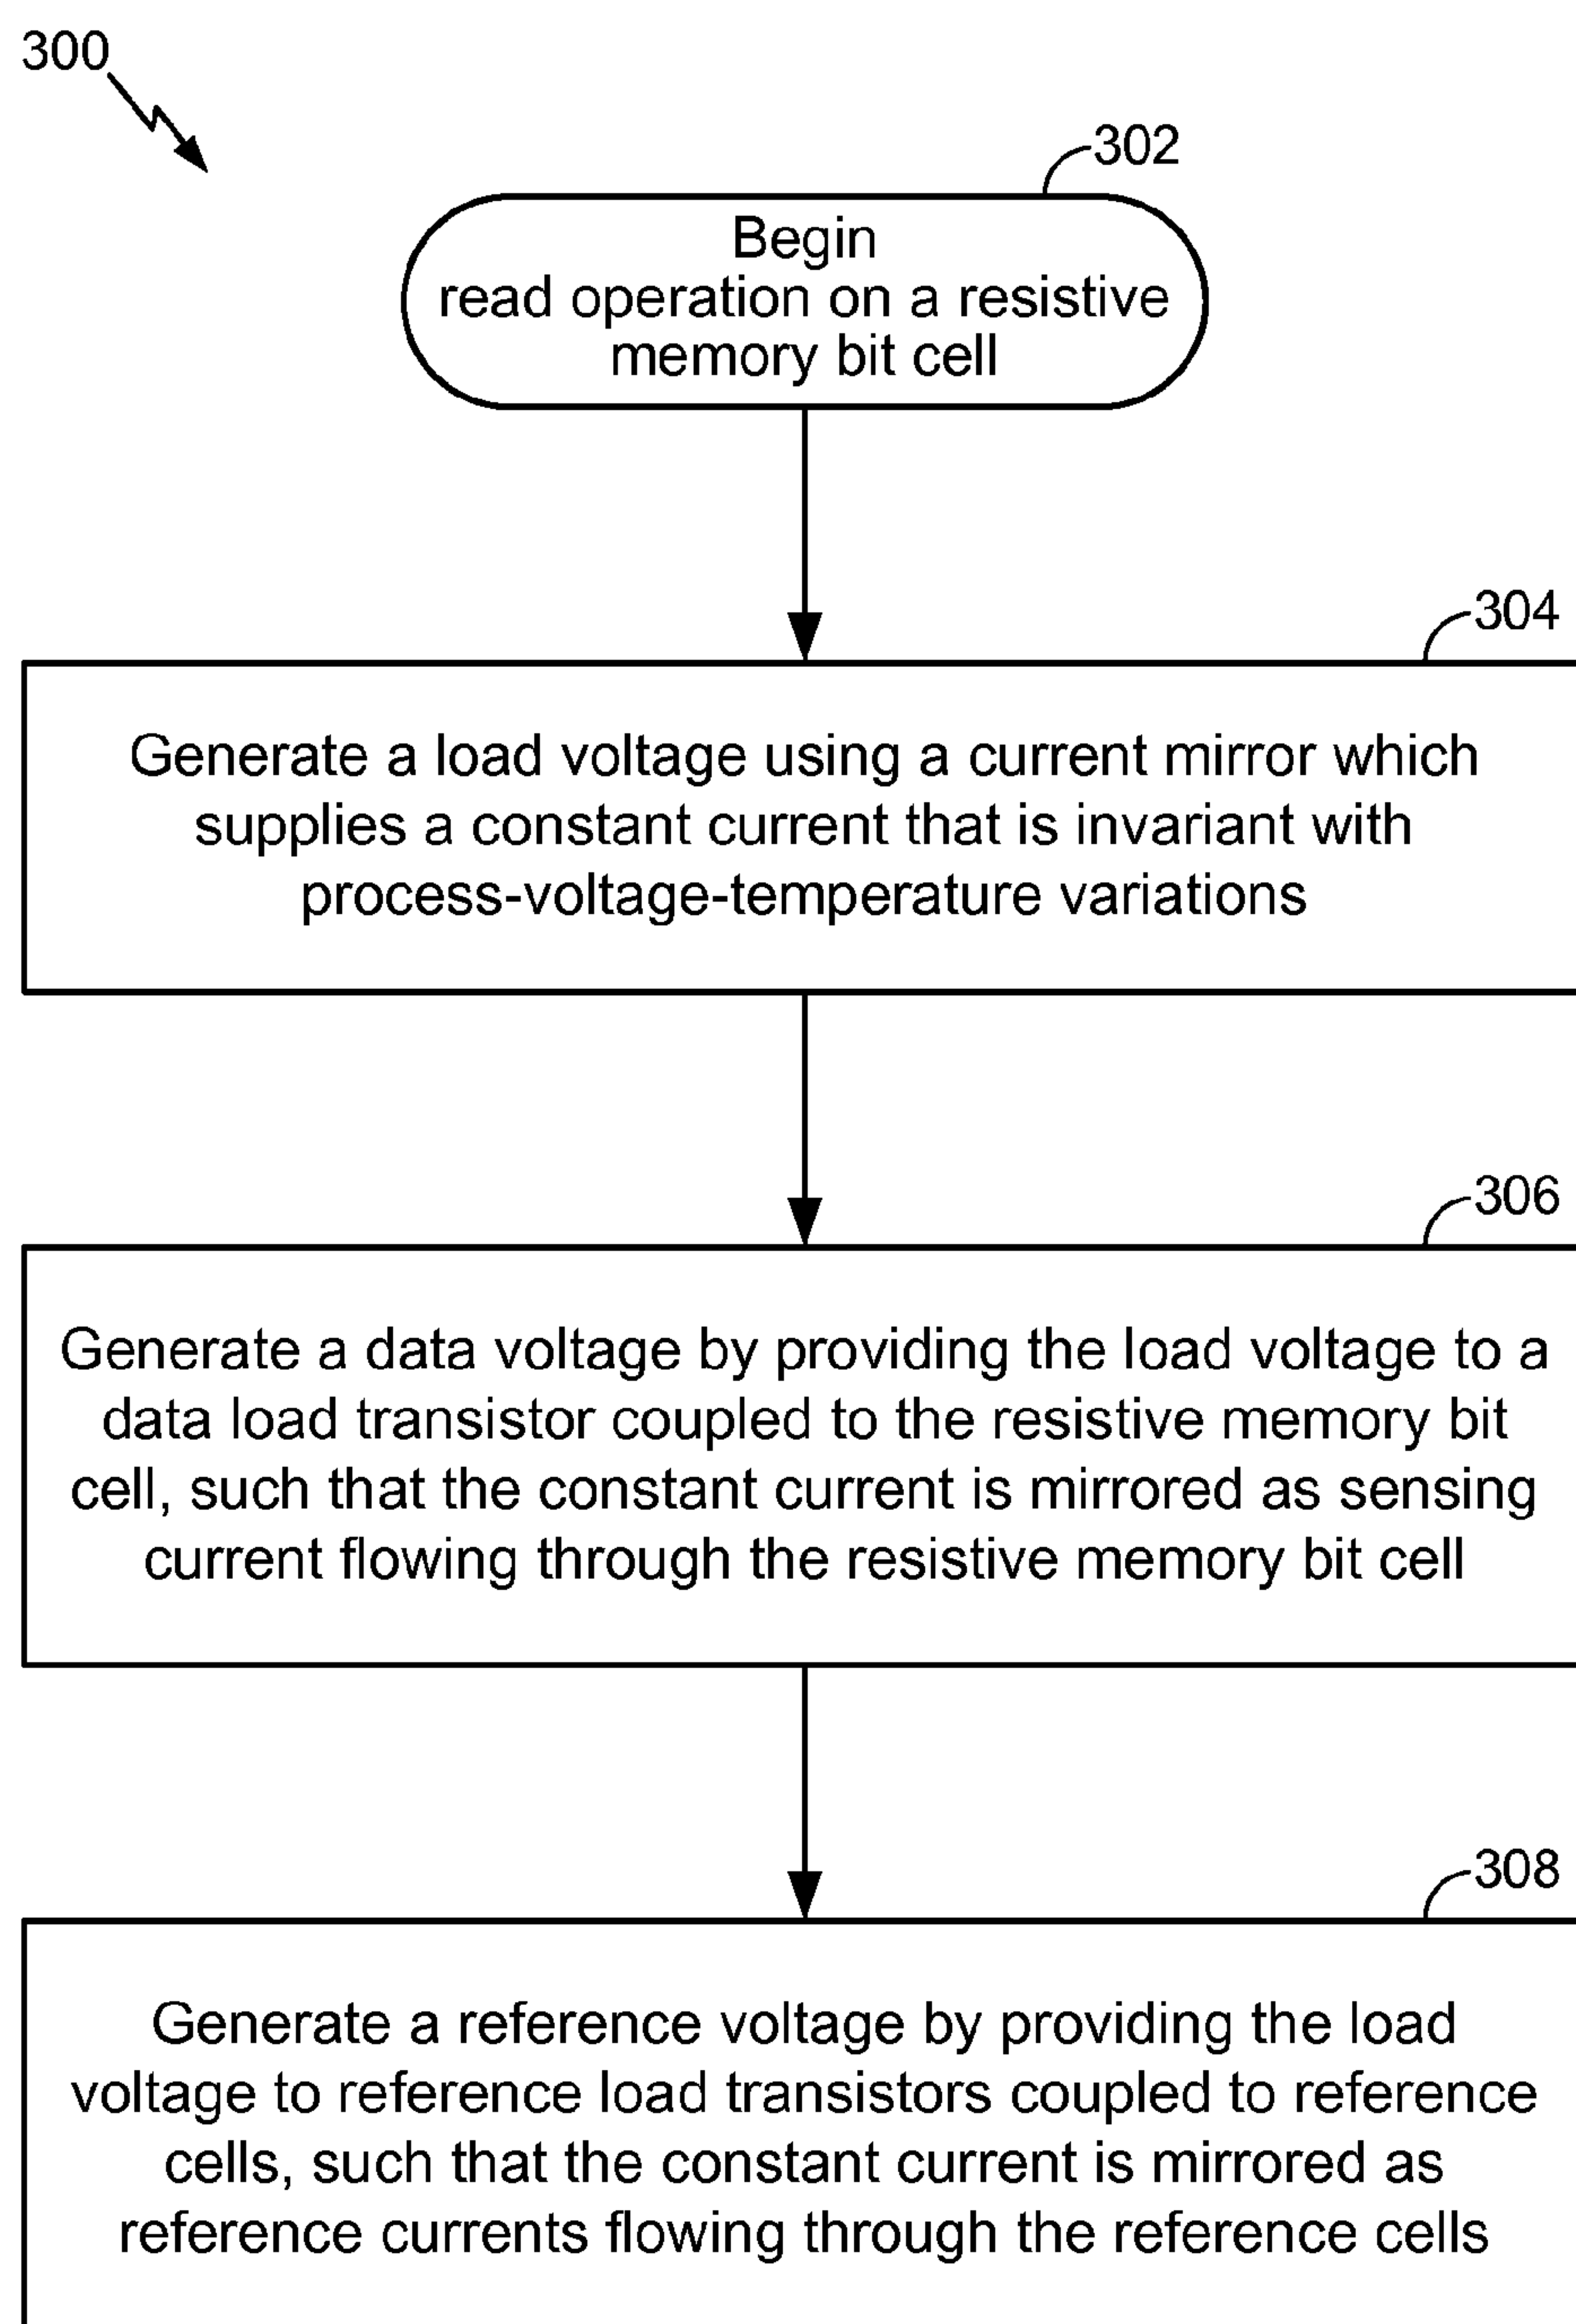 300
302
Begin
read operation on a resistive
memory bit cell
304
Generate a load voltage using a current mirror which
supplies a constant current that is invariant with
process-voltage-temperature variations
306
Generate a data voltage by providing the load voltage to a
data load transistor coupled to the resistive memory bit
cell, such that the constant current is mirrored as sensing
current flowing through the resistive memory bit cell
308
Generate a reference voltage by providing the load
voltage to reference load transistors coupled to reference
cells, such that the constant current is mirrored as
reference currents flowing through the reference cells